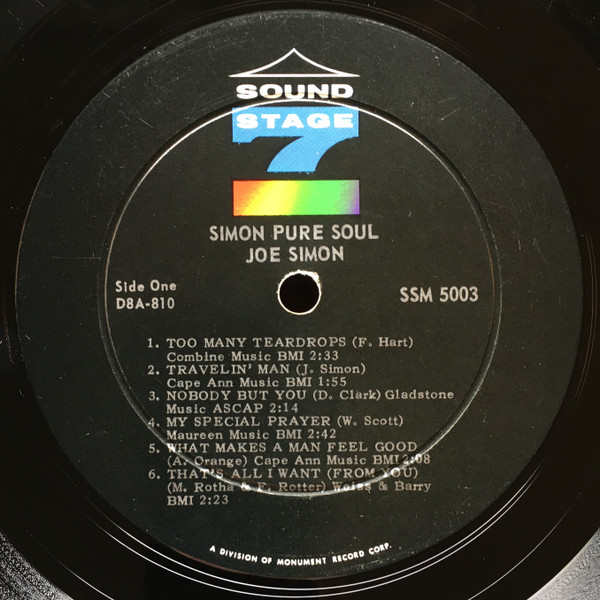 SOUND
STAGE
7
SIMON PURE SOUL
JOE SIMON
Side One
D8A-810
SSM 5003
1. TOO MANY TEARDROPS (F. Hart)
Combine Music BMI 2:33
2. TRAVELIN' MAN (J. Simon)
Cape Ann Music BMI 1:55
3. NOBODY BUT YOU (D. Clark) Gladstone
Music ASCAP 2:14
4. MY SPECIAL PRAYER (W. Scott)
Maureen Music BMI 2:42
5. WHAT MAKES A MAN FEEL GOOD
(A. Orange) Cape Ann Music BMI 2:08
6. THAT'S ALL I WANT (FROM YOU)
(M. Rotha & F. Rotter) Weiss & Barry
BMI 2:23
A DIVISION OF MONUMENT RECORD CORP.